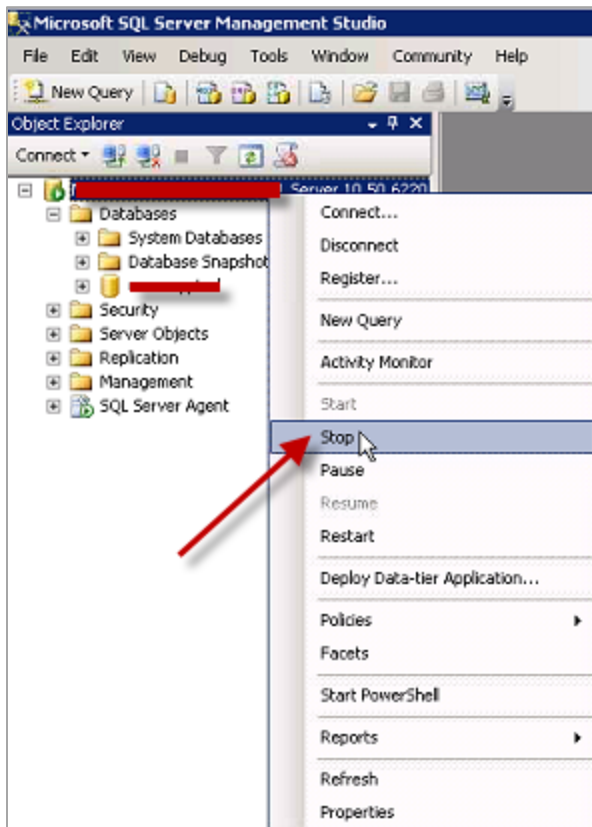 Microsoft SQL Server Management Studio
File Edit View Debug Tools Window Community Help
New Query
Object Explorer
Connect
Server 10.50.6220
Databases
System Databases
Database Snapshot
Security
Server Objects
Replication
Management
SQL Server Agent
Connect...
Disconnect
Register...
New Query
Activity Monitor
Start
Stop
Pause
Resume
Restart
Deploy Data-tier Application...
Policies
Facets
Start PowerShell
Reports
Refresh
Properties